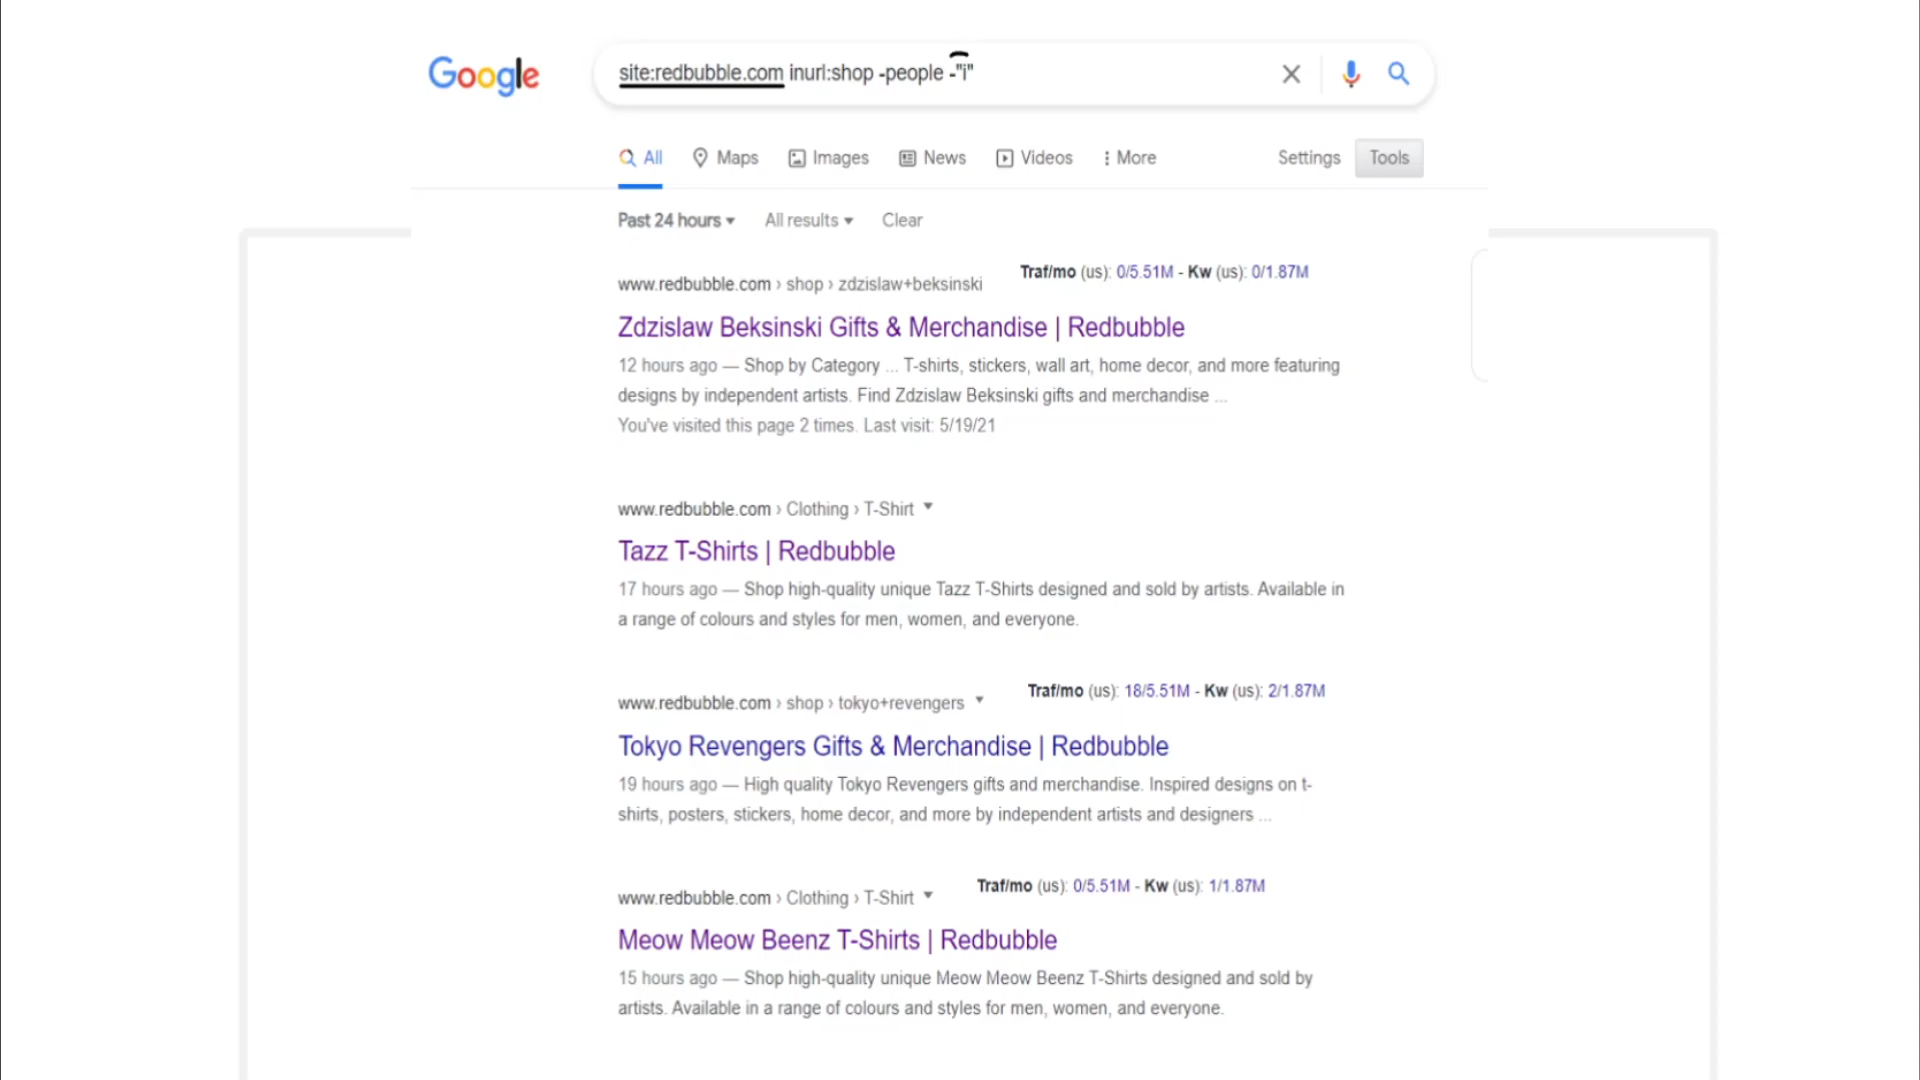 Google
site:redbubble.com inurl:shop -people -"i"
All Maps Images News Videos More Settings Tools
Past 24 hours All results Clear
www.redbubble.com › shop › zdzislaw+beksinski Traf/mo (us): 0/5.51M - Kw (us): 0/1.87M
Zdzislaw Beksinski Gifts & Merchandise | Redbubble
12 hours ago — Shop by Category ... T-shirts, stickers, wall art, home decor, and more featuring
designs by independent artists. Find Zdzislaw Beksinski gifts and merchandise ...
You've visited this page 2 times. Last visit: 5/19/21
www.redbubble.com › Clothing › T-Shirt
Tazz T-Shirts | Redbubble
17 hours ago — Shop high-quality unique Tazz T-Shirts designed and sold by artists. Available in
a range of colours and styles for men, women, and everyone.
www.redbubble.com › shop › tokyo+revengers Traf/mo (us): 18/5.51M - Kw (us): 2/1.87M
Tokyo Revengers Gifts & Merchandise | Redbubble
19 hours ago — High quality Tokyo Revengers gifts and merchandise. Inspired designs on t-
shirts, posters, stickers, home decor, and more by independent artists and designers ...
www.redbubble.com › Clothing › T-Shirt Traf/mo (us): 0/5.51M - Kw (us): 1/1.87M
Meow Meow Beenz T-Shirts | Redbubble
15 hours ago — Shop high-quality unique Meow Meow Beenz T-Shirts designed and sold by
artists. Available in a range of colours and styles for men, women, and everyone.